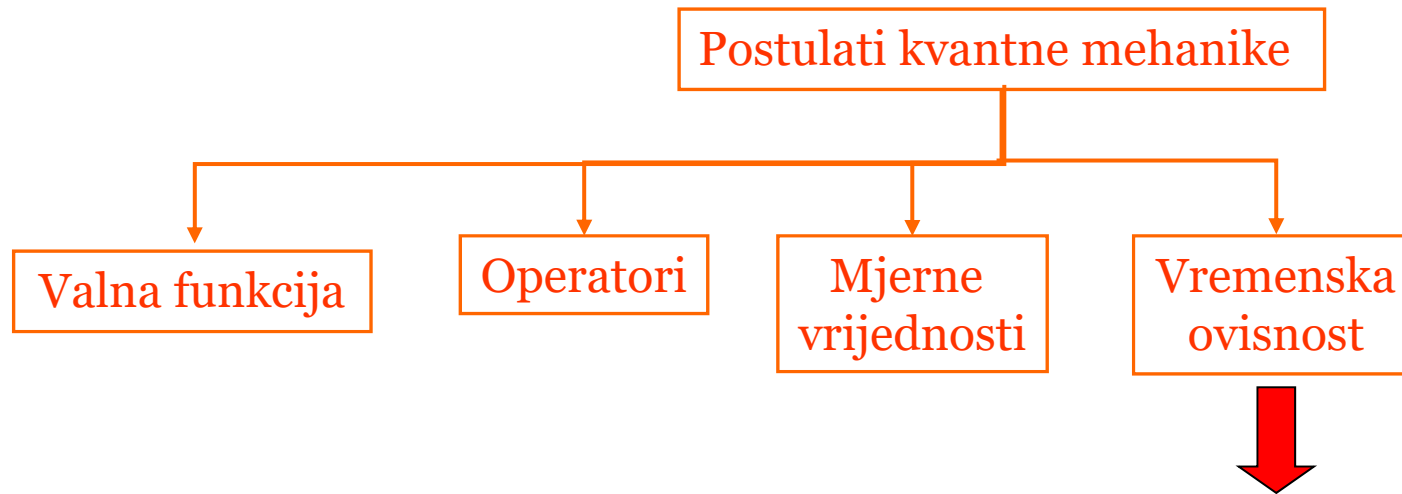 Postulati kvantne mehanike
Valna funkcija
Operatori
Mjerne
vrijednosti
Vremenska
ovisnost